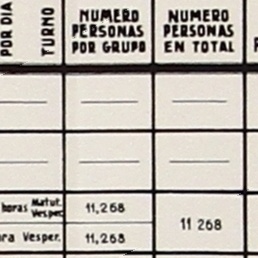 POR DIA
TURNO
NUMERO
PERSONAS
POR GRUPO
NUMERO
PERSONAS
EN TOTAL
horas Matut.
Vesper.
11,268
11 268
ra Vesper.
11,268